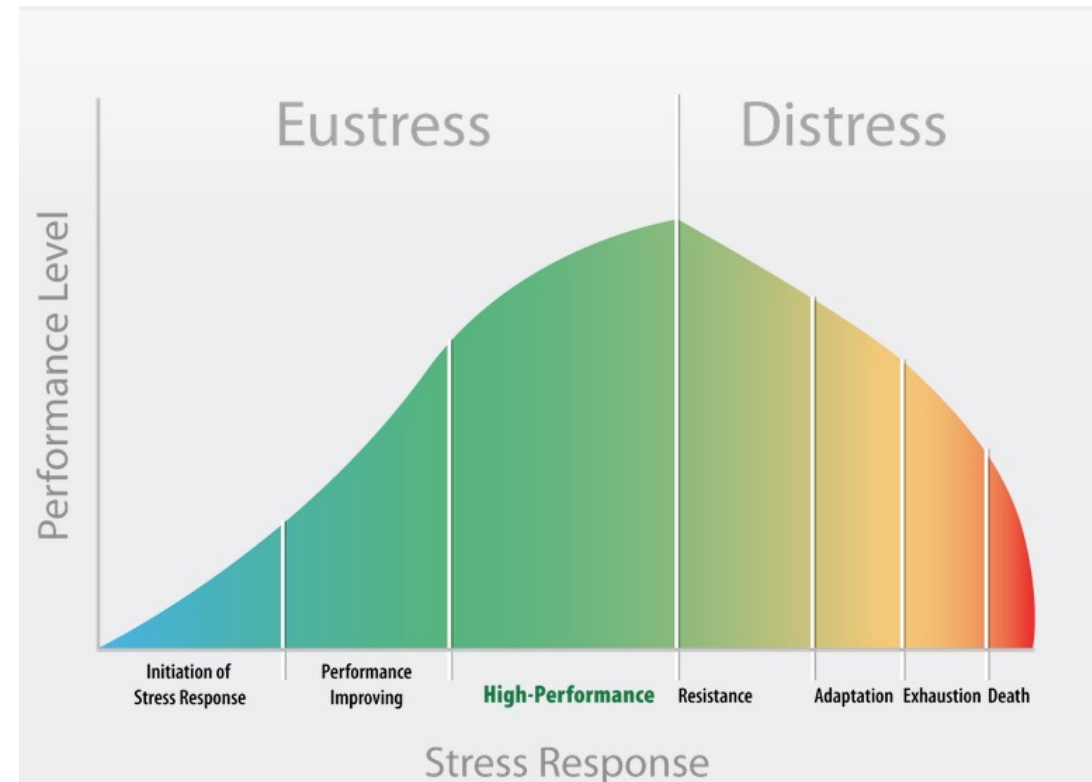 Eustress
Distress
Performance Level
Initiation of
Stress Response
Performance
Improving
High-Performance
Resistance
Adaptation
Exhaustion
Death
Stress Response